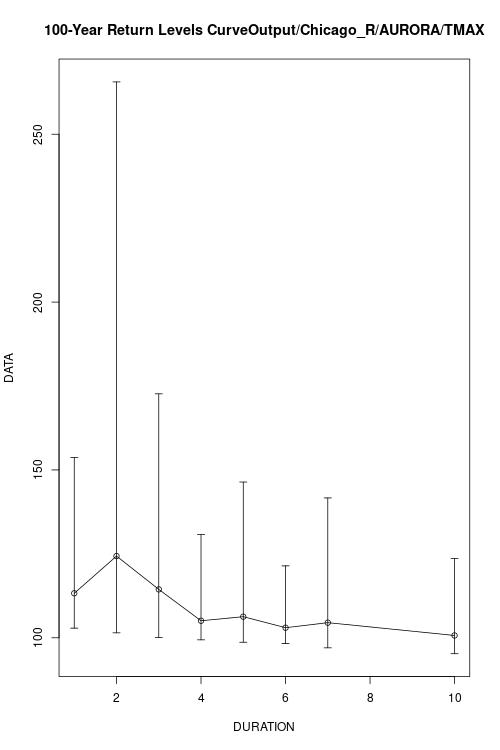 100-Year Return Levels CurveOutput/Chicago_R/AURORA/TMAX
250
200
150
100
DATA
2 4 6 8 10
DURATION